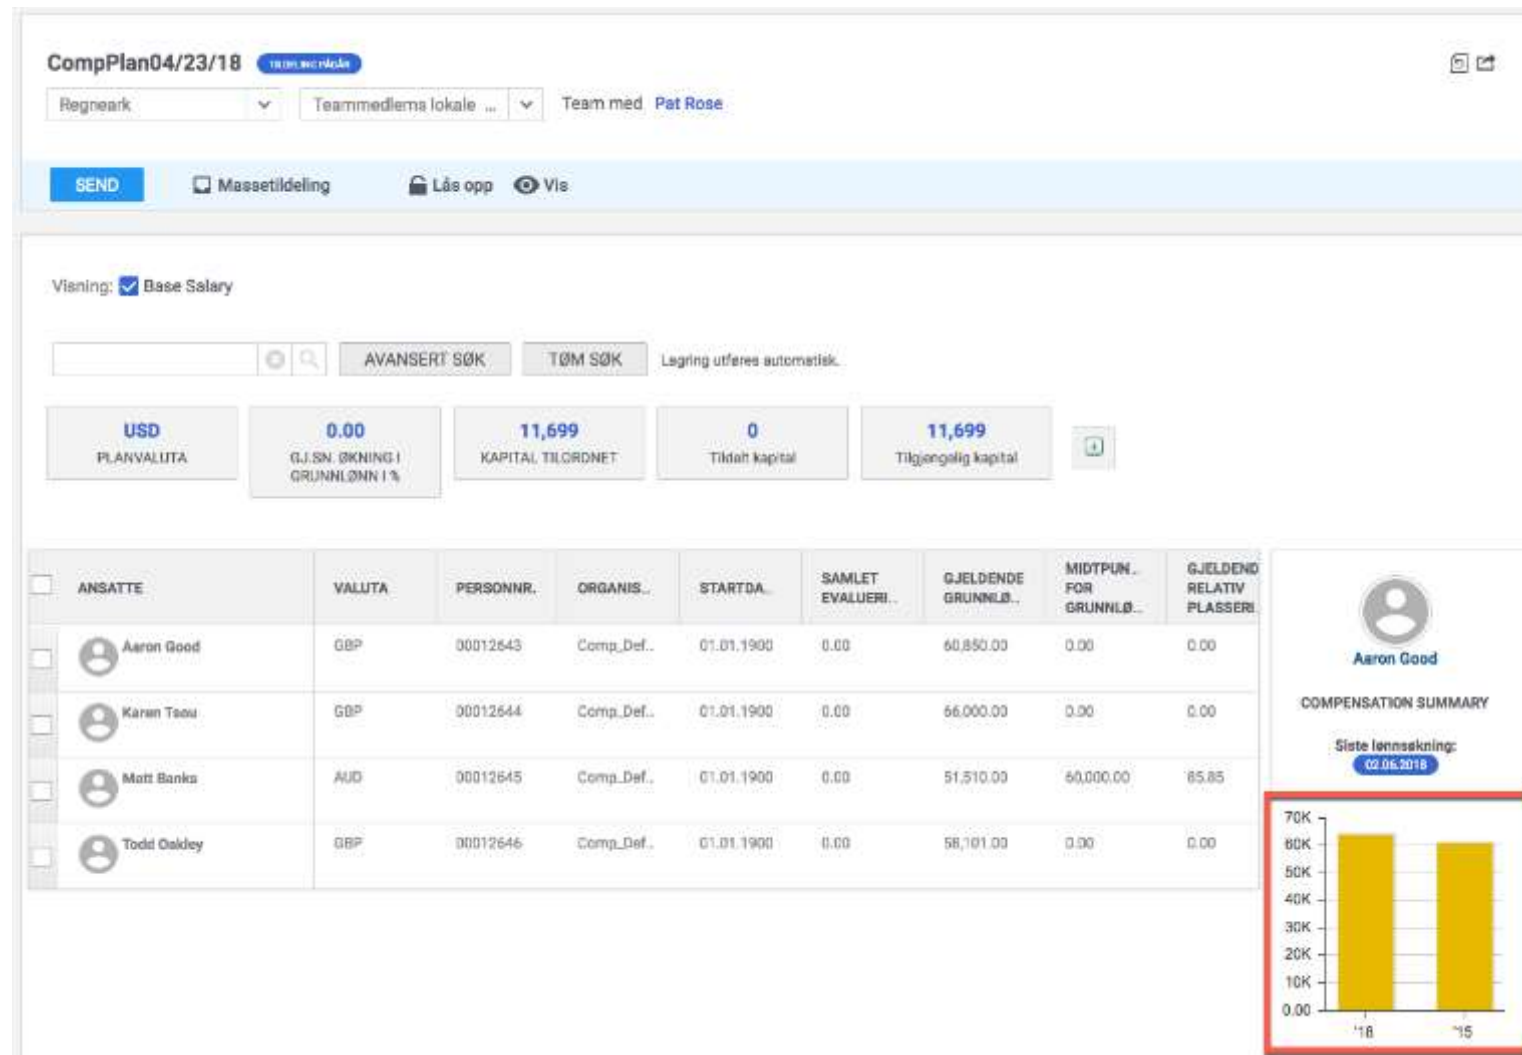 CompPlan04/23/18
Regneark
Teammedlems lokale ...
Team med Pat Rose
SEND
Massetildeling
Lås opp
Vis
Visning: Base Salary
AVANSERT SØK
TØM SØK
Lagring utføres automatisk.
USD
PLANVALUTA
0.00
GJ.SN. ØKNING I
GRUNNLØNN I %
11,699
KAPITAL TILORDNET
0
Tildelt kapital
11,699
Tilgjengelig kapital
ANSATTE VALUTA PERSONNR. ORGANIS... STARTDA... SAMLET EVALUERI... GJELDENDE GRUNNLØ... MIDTPUN... FOR GRUNNLØ... GJELDEND RELATIV PLASSERI
Aaron Good GBP 00012643 Comp_Def... 01.01.1900 0.00 60,850.00 0.00 0.00
Karen Tsou GBP 00012644 Comp_Def... 01.01.1900 0.00 66,000.00 0.00 0.00
Matt Banks AUD 00012645 Comp_Def... 01.01.1900 0.00 51,510.00 60,000.00 85.85
Todd Oakley GBP 00012646 Comp_Def... 01.01.1900 0.00 58,101.00 0.00 0.00
Aaron Good
COMPENSATION SUMMARY
Siste lønnsøkning:
02.06.2018
70K
60K
50K
40K
30K
20K
10K
0.00
'18 '15